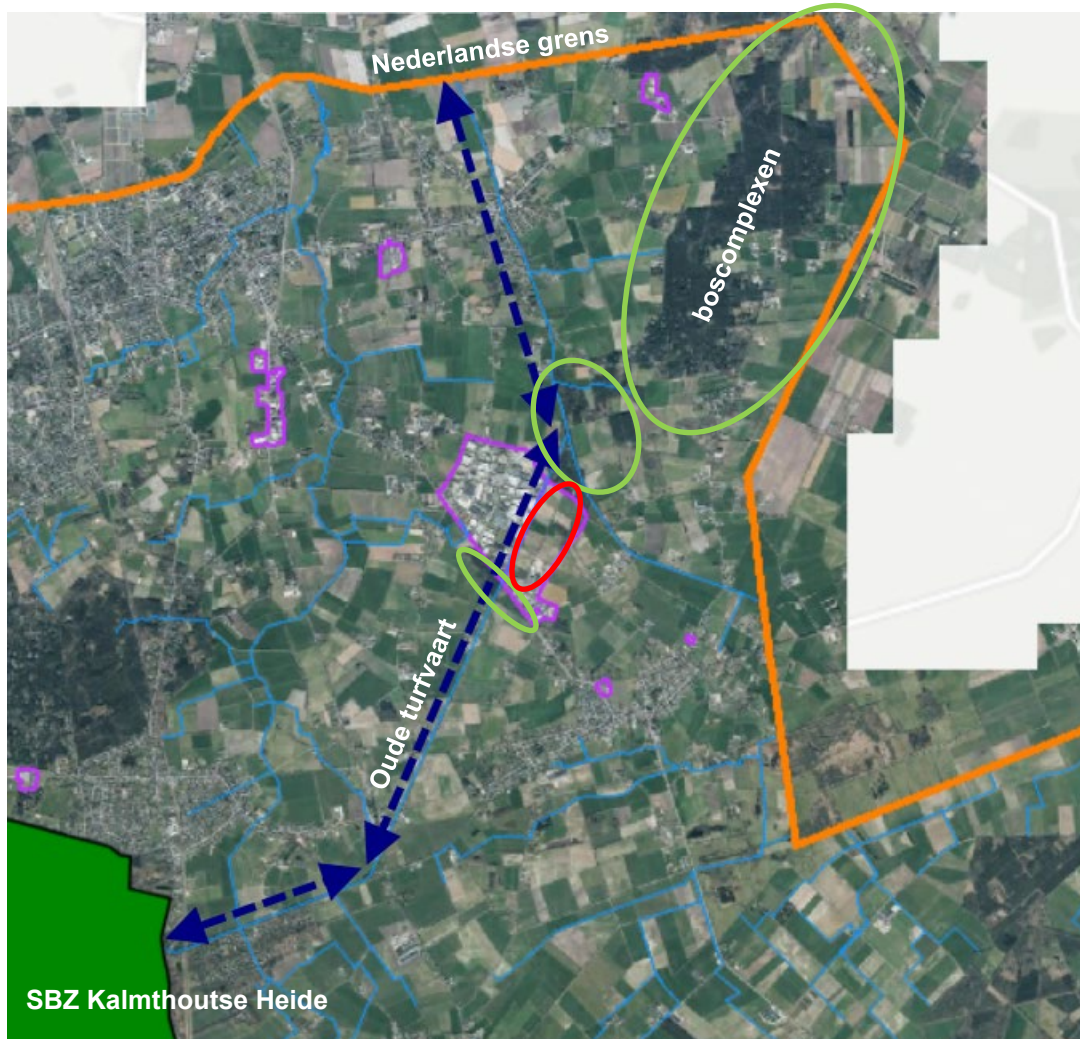 Nederlandse grens
boscomplexen
Oude turfvaart
SBZ Kalmthoutse Heide